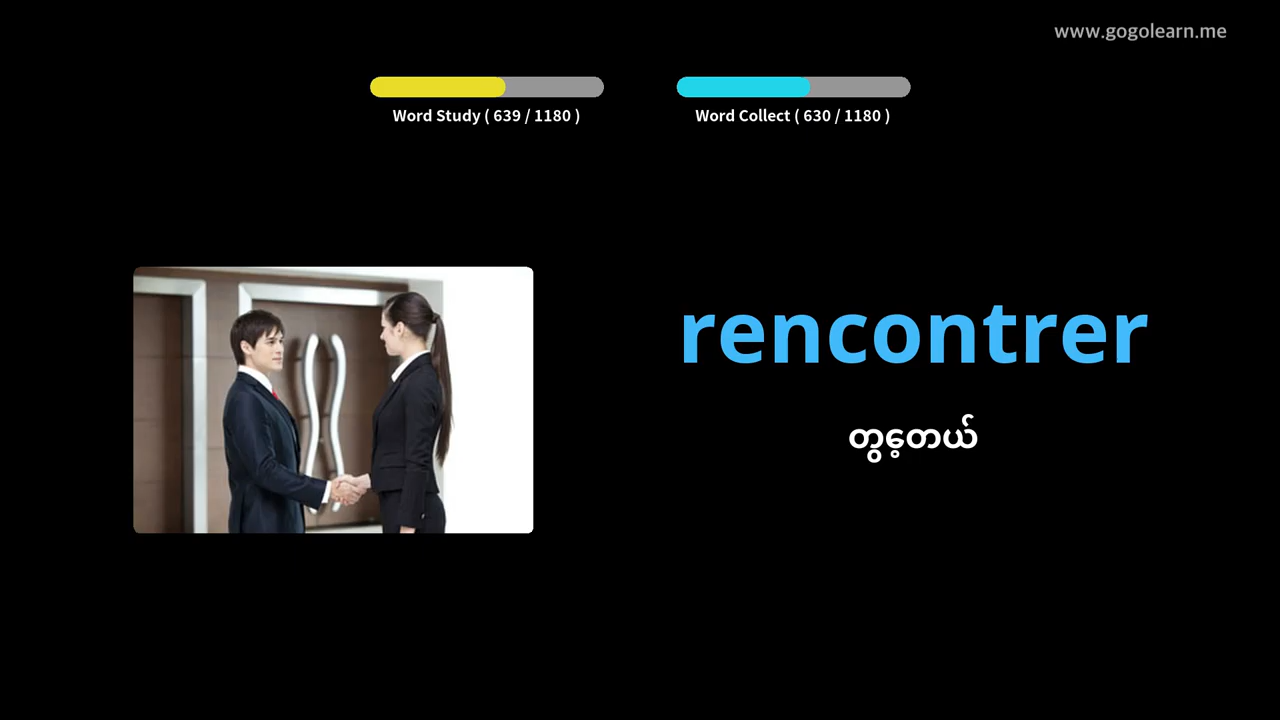 www.gogolearn.me
Word Study ( 639 / 1180 )
Word Collect ( 630 / 1180 )
rencontrer
တွေ့တယ်